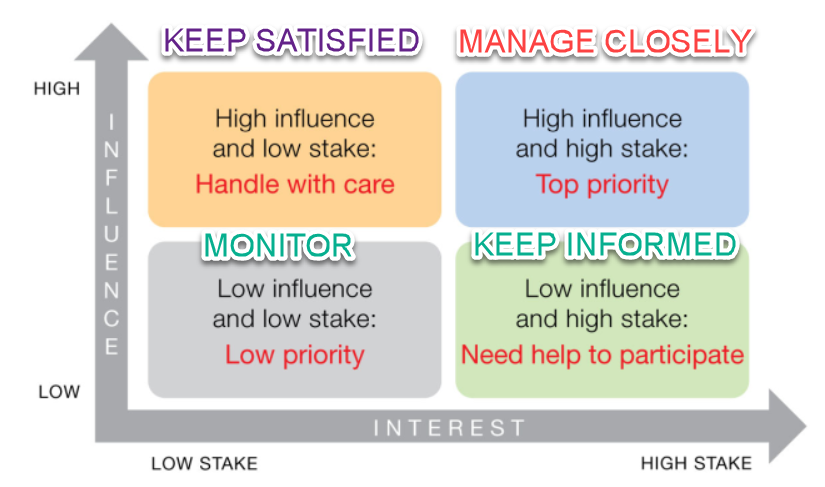 KEEP SATISFIED
MANAGE CLOSELY
HIGH
High influence
and low stake:
Handle with care
High influence
and high stake:
Top priority
INFLUENCE
MONITOR
KEEP INFORMED
Low influence
and low stake:
Low priority
Low influence
and high stake:
Need help to participate
LOW
INTEREST
LOW STAKE
HIGH STAKE